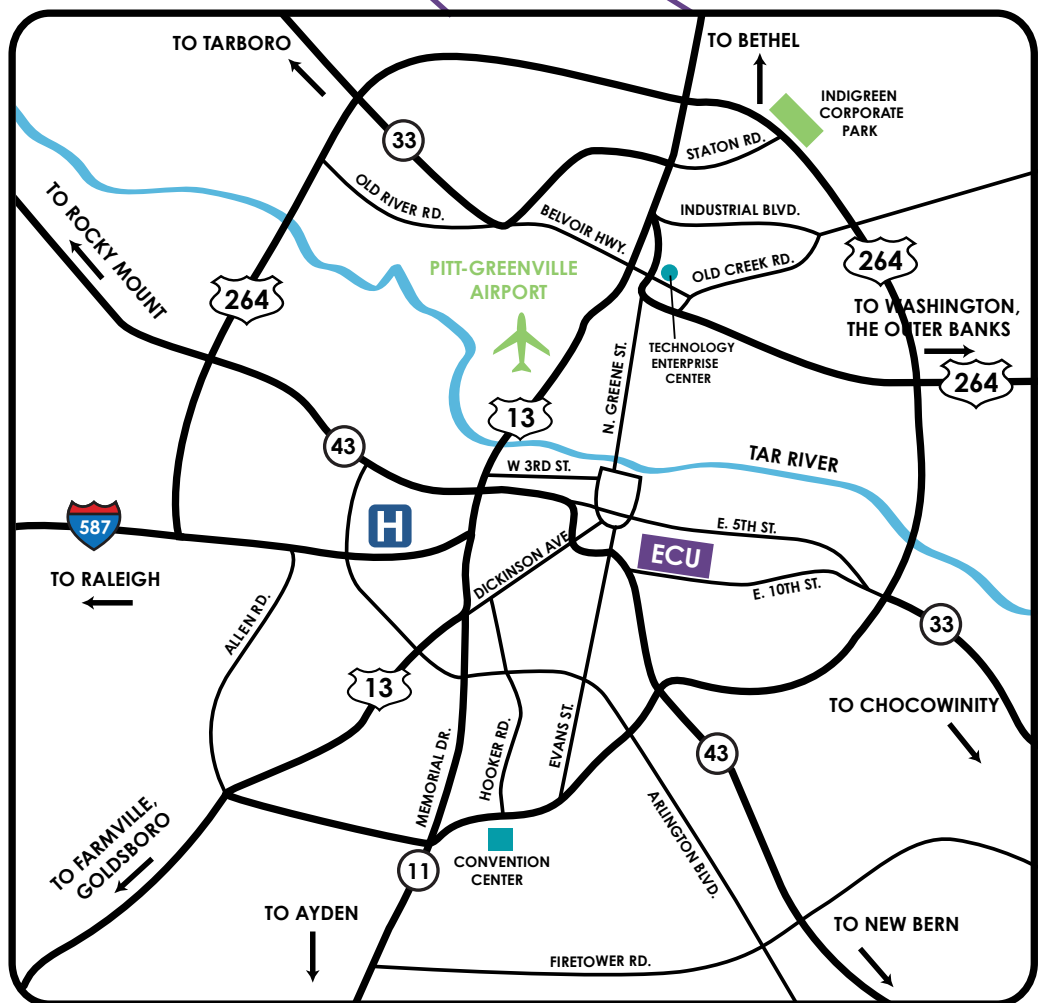 TO TARBORO
TO BETHEL
INDIGREEN
CORPORATE
PARK
33
STATON RD.
OLD RIVER RD.
BELVOIR HWY.
INDUSTRIAL BLVD.
TO ROCKY MOUNT
264
PITT-GREENVILLE
AIRPORT
OLD CREEK RD.
264
TO WASHINGTON,
THE OUTER BANKS
TECHNOLOGY
ENTERPRISE
CENTER
264
N. GREENE ST.
13
43
W 3RD ST.
TAR RIVER
587
H
E. 5TH ST.
DICKINSON AVE
ECU
TO RALEIGH
E. 10TH ST.
ALLEN RD.
33
13
TO CHOCOWINITY
MEMORIAL DR.
HOOKER RD.
EVANS ST.
43
ARLINGTON BLVD.
TO FARMVILLE,
GOLDSBORO
11
CONVENTION
CENTER
TO AYDEN
TO NEW BERN
FIRETOWER RD.